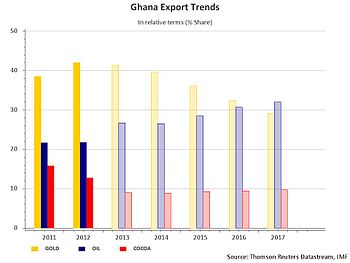 Ghana Export Trends
In relative terms (% Share)
50
40
30
20
10
0
2011 2012 2013 2014 2015 2016 2017
GOLD OIL COCOA
Source: Thomson Reuters Datastream, IMF